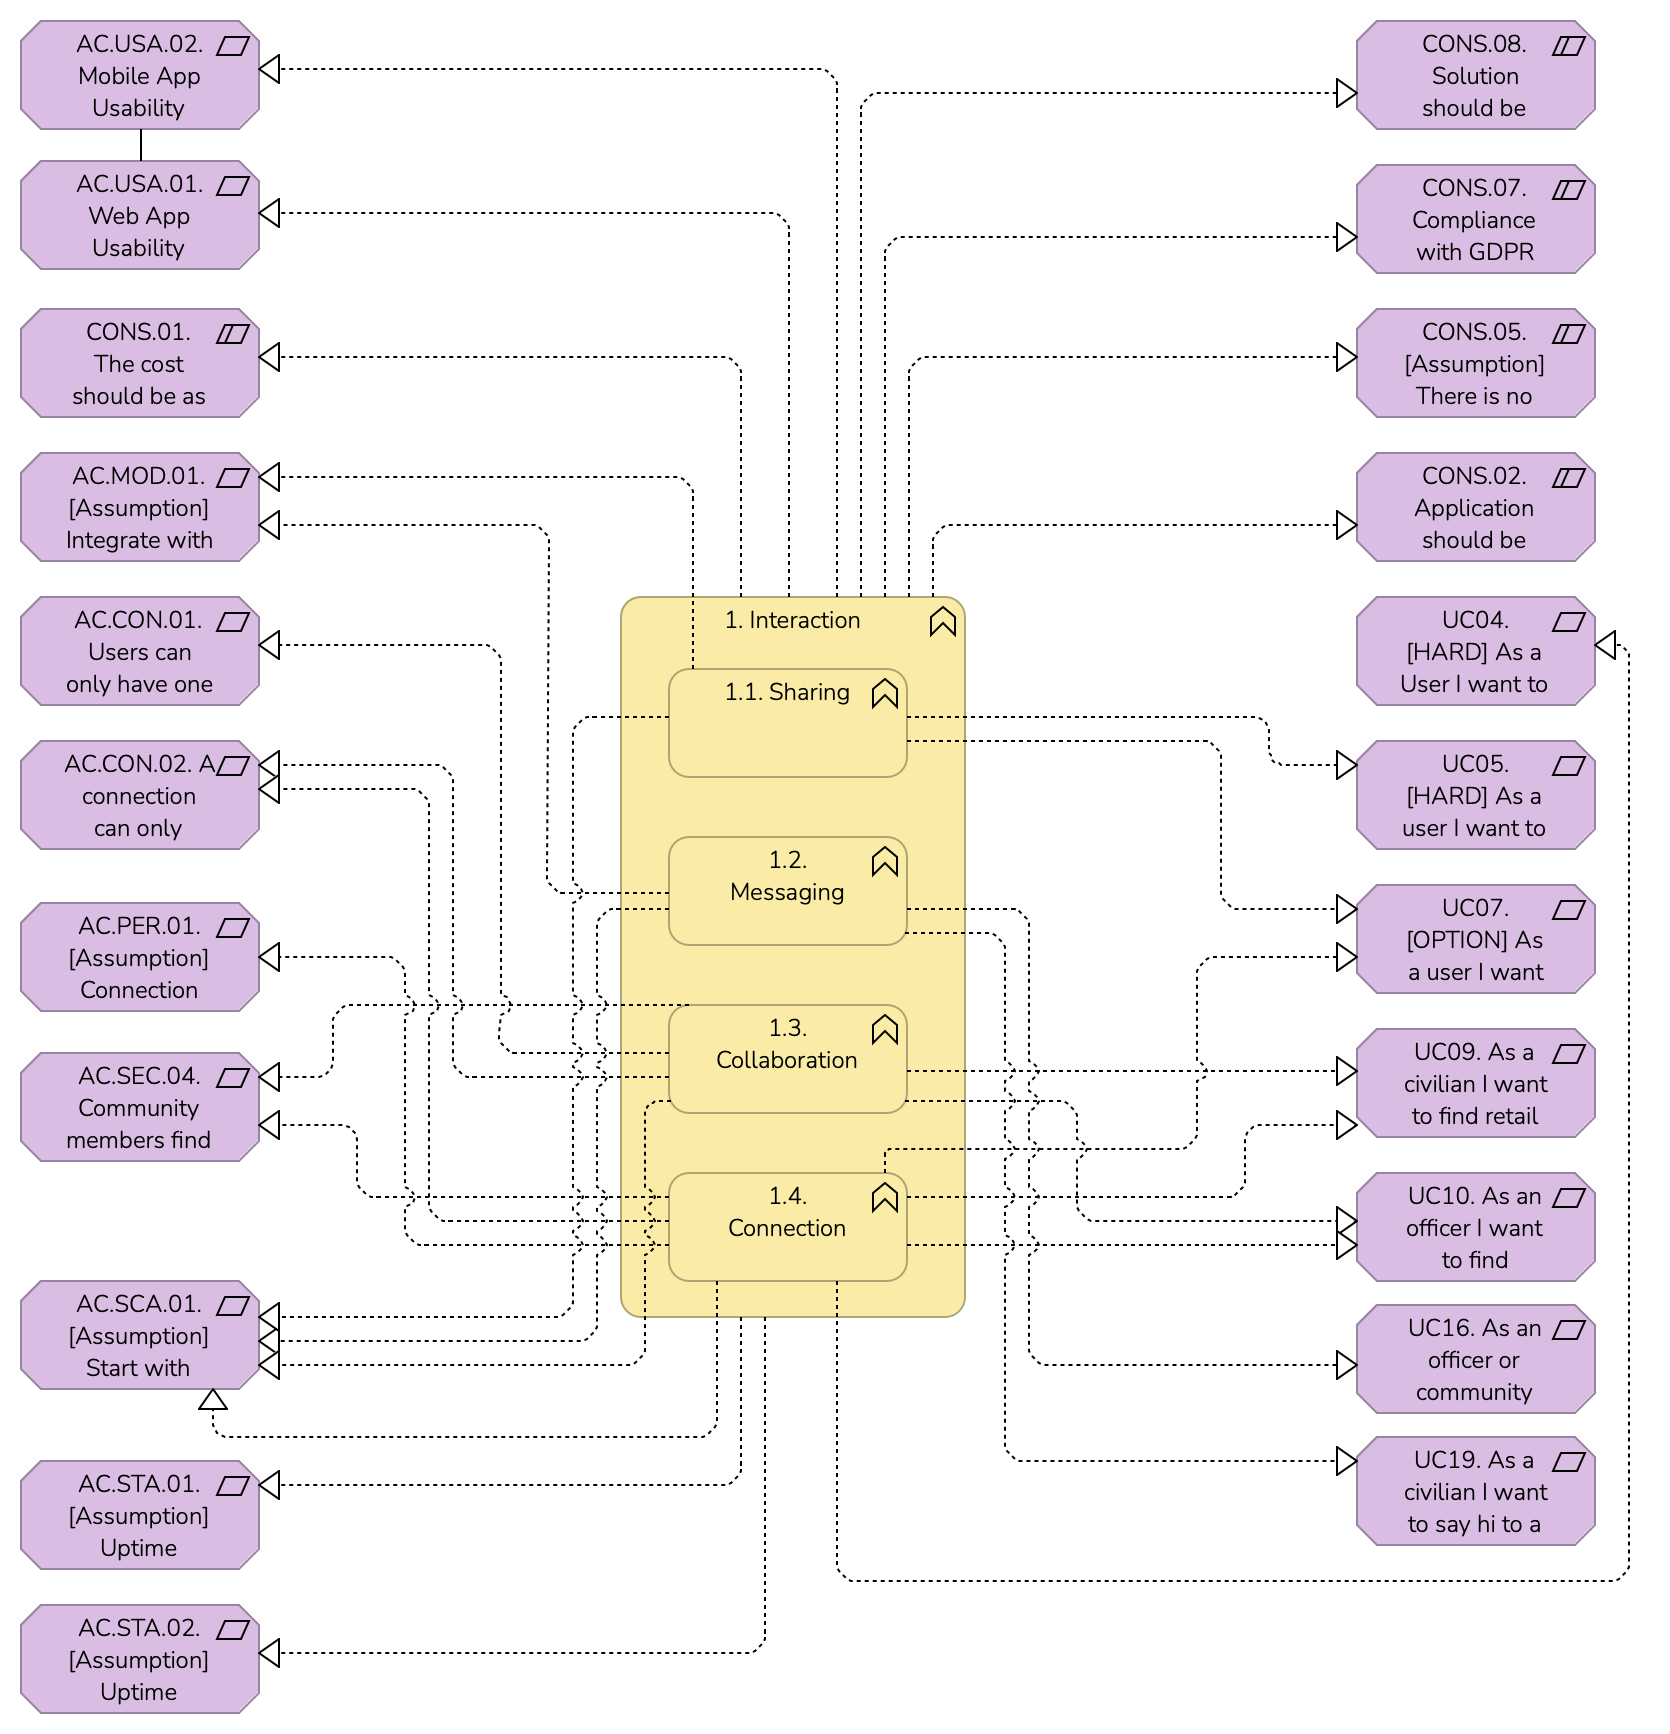 AC.USA.02.
Mobile App
Usability
AC.USA.01.
Web App
Usability
CONS.01.
The cost
should be as
AC.MOD.01.
[Assumption]
Integrate with
AC.CON.01.
Users can
only have one
AC.CON.02. A
connection
can only
AC.PER.01.
[Assumption]
Connection
AC.SEC.04.
Community
members find
AC.SCA.01.
[Assumption]
Start with
AC.STA.01.
[Assumption]
Uptime
AC.STA.02.
[Assumption]
Uptime
1. Interaction
1.1. Sharing
1.2.
Messaging
1.3.
Collaboration
1.4.
Connection
CONS.08.
Solution
should be
CONS.07.
Compliance
with GDPR
CONS.05.
[Assumption]
There is no
CONS.02.
Application
should be
UC04.
[HARD] As a
User I want to
UC05.
[HARD] As a
user I want to
UC07.
[OPTION] As
a user I want
UC09. As a
civilian I want
to find retail
UC10. As an
officer I want
to find
UC16. As an
officer or
community
UC19. As a
civilian I want
to say hi to a